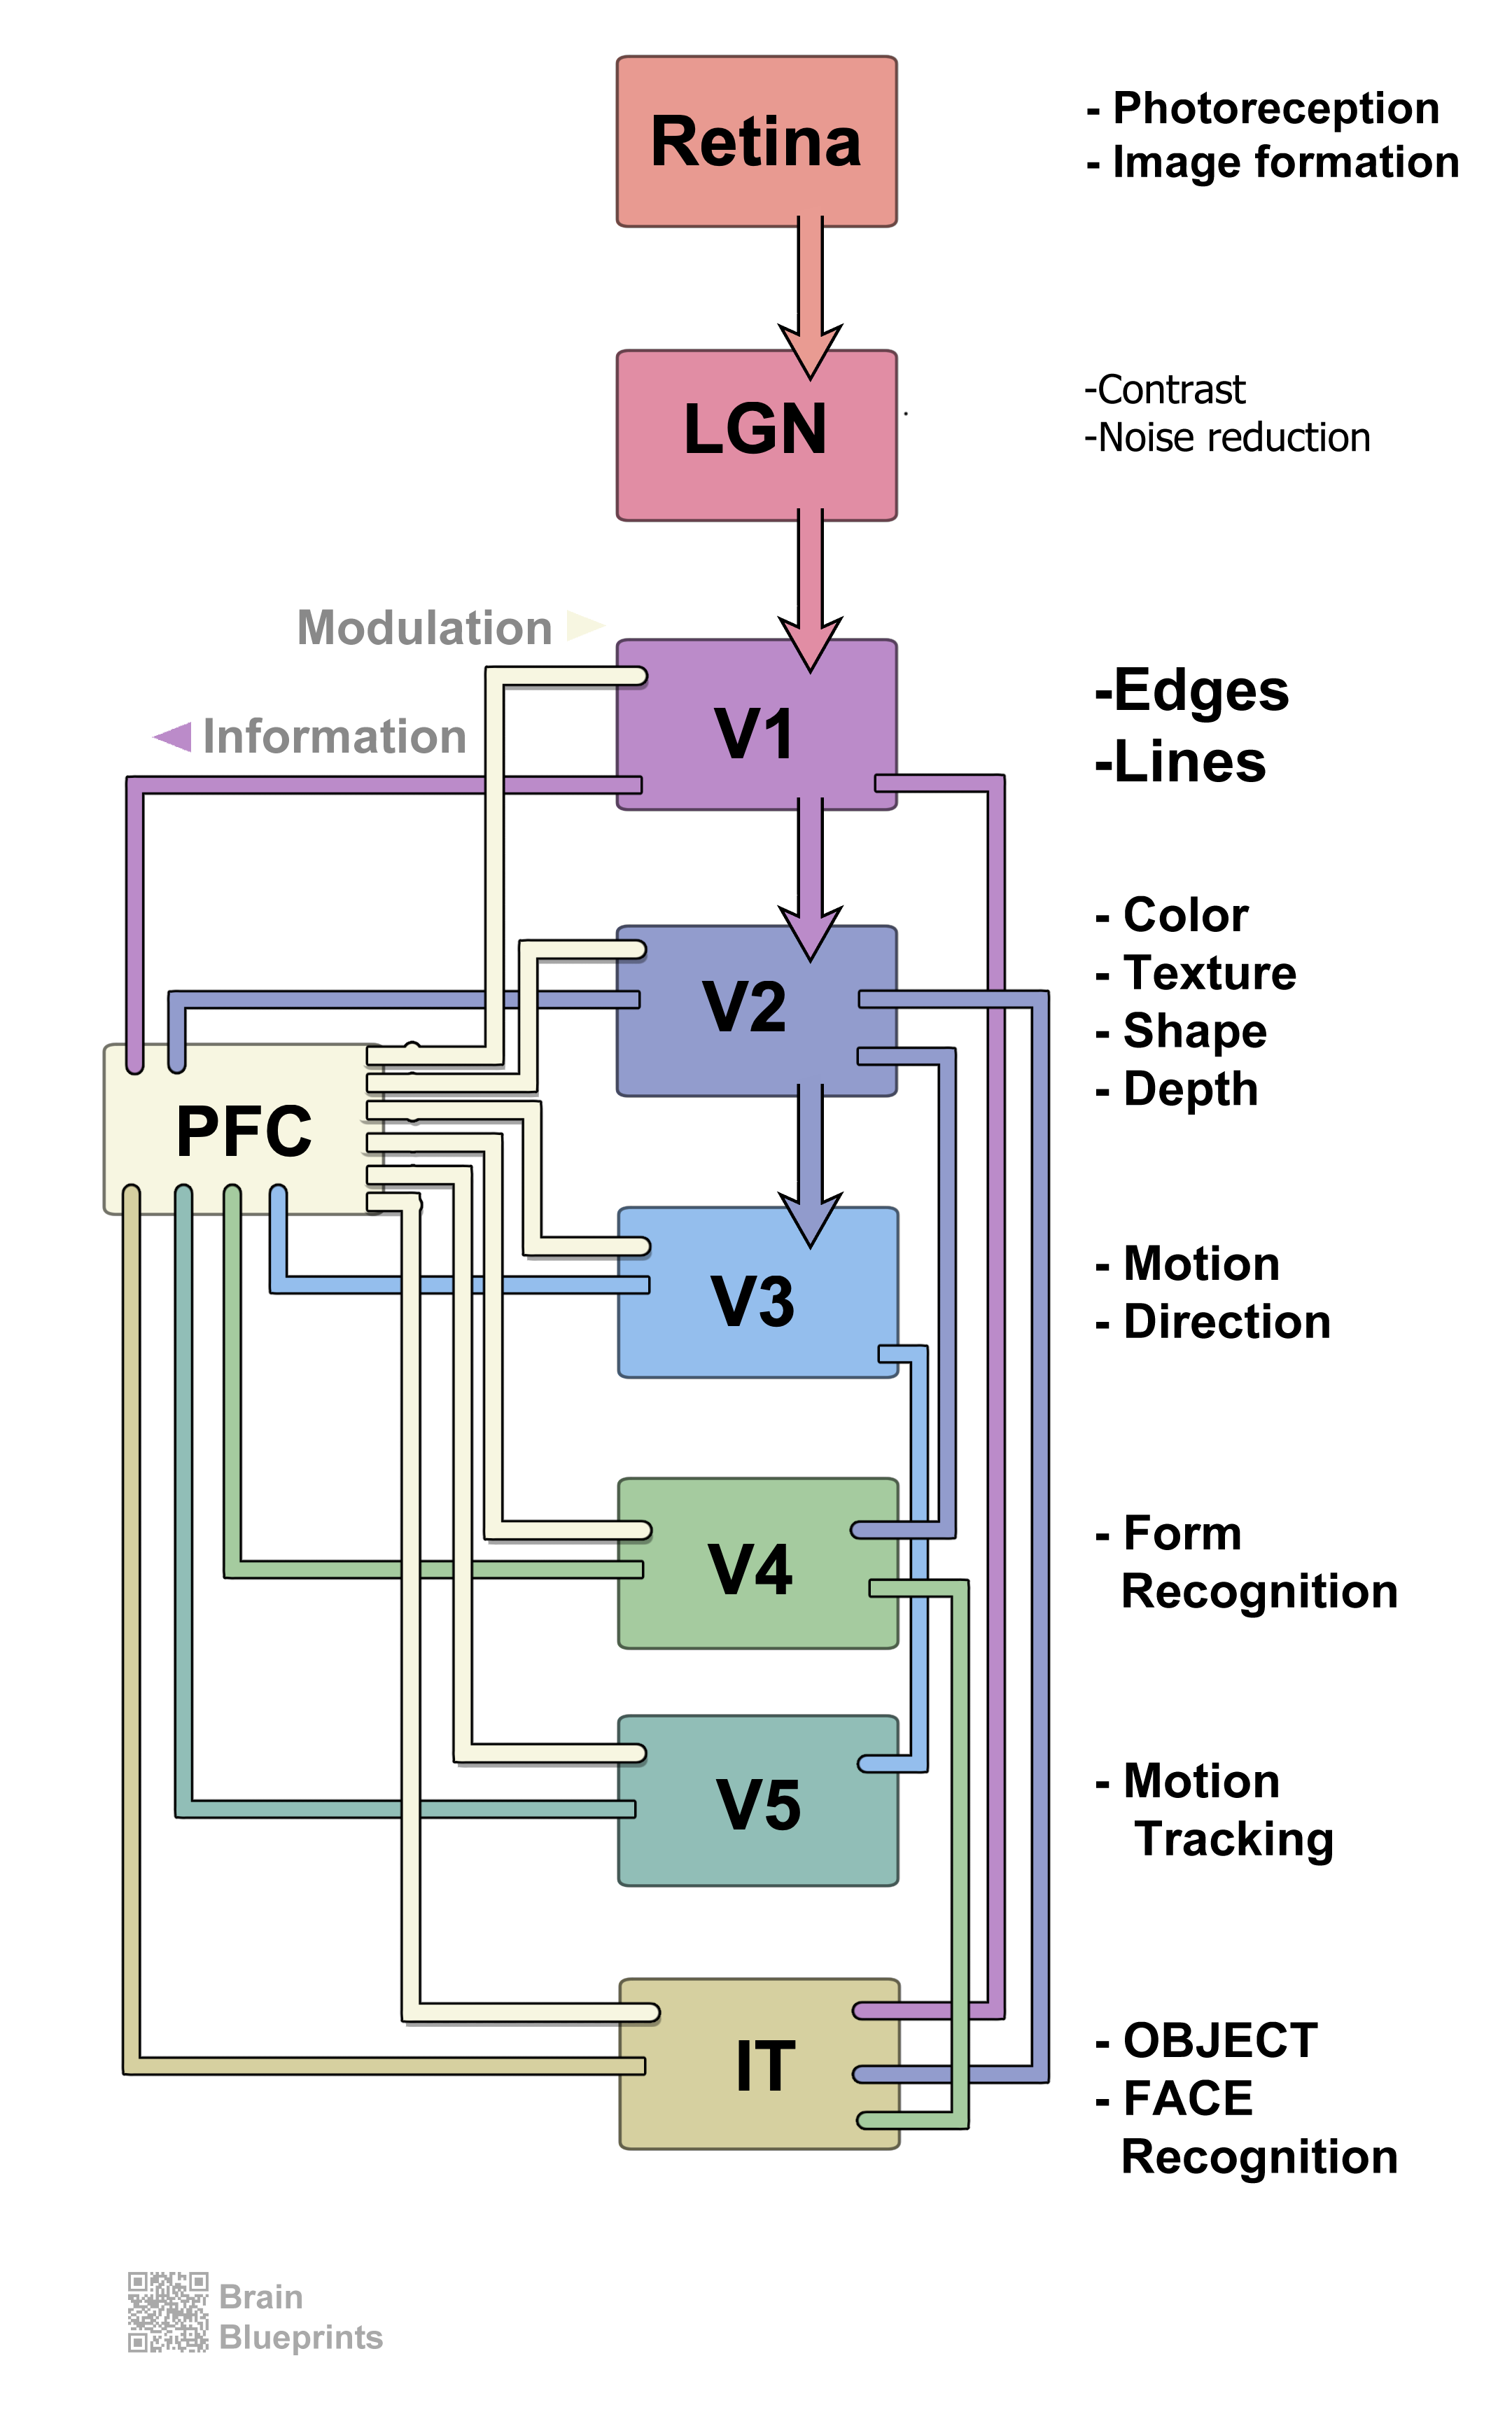 Retina
- Photoreception
- Image formation
LGN
-Contrast
-Noise reduction
Modulation
Information
V1
-Edges
-Lines
V2
- Color
- Texture
- Shape
- Depth
PFC
V3
- Motion
- Direction
V4
- Form
Recognition
V5
- Motion
Tracking
IT
- OBJECT
- FACE
Recognition
Brain
Blueprints